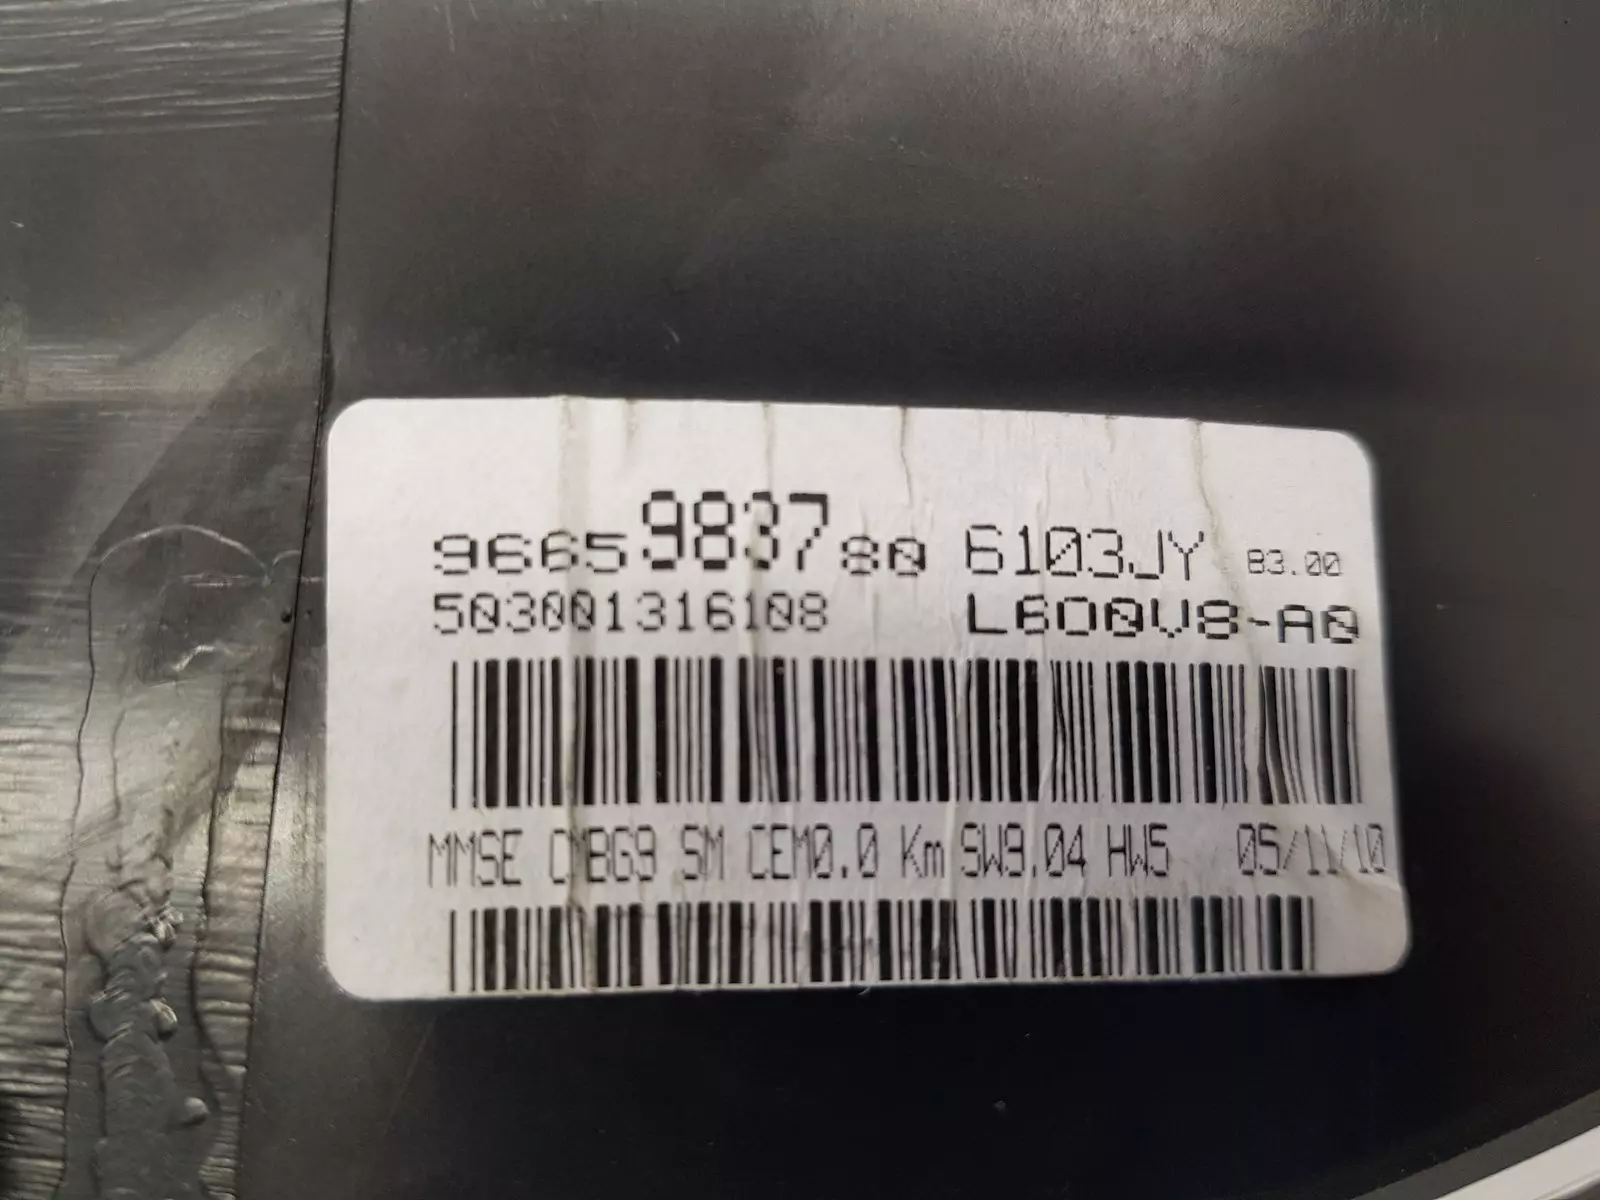 9665983780 6103JY 83.00
503001316108 L600V8-A0
MMSE CMBG9 SM CEM0.0 Km SW9.04 HW5 05/11/10